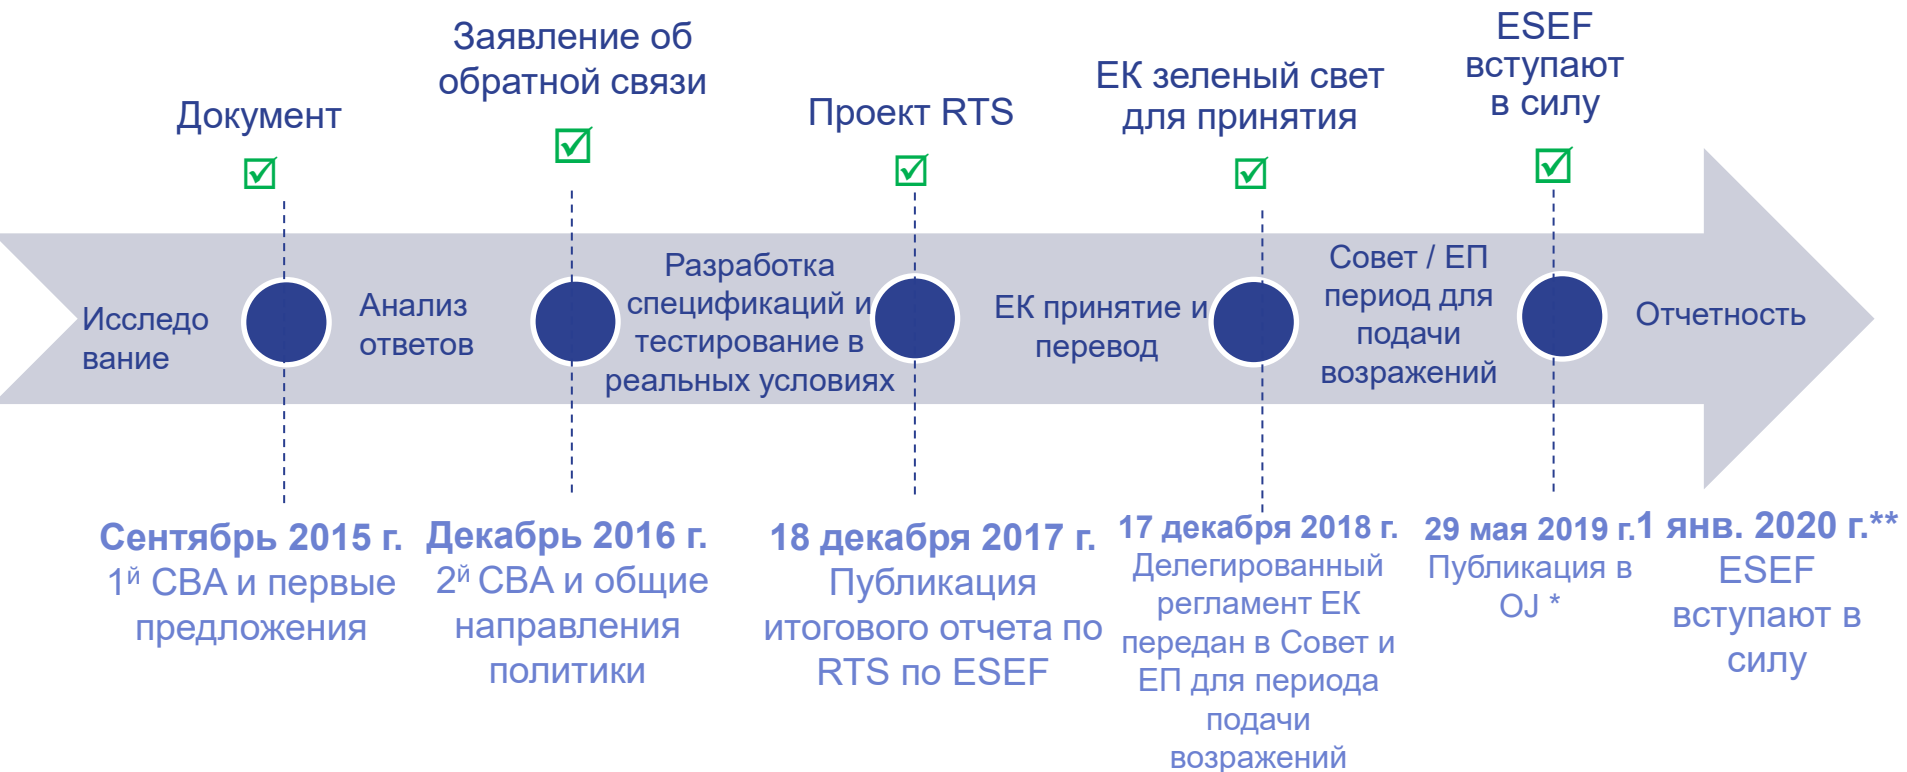 Документ
Заявление об
обратной связи
Проект RTS
ЕК зеленый свет
для принятия
ESEF
вступают
в силу
Исследо
вание
Анализ
ответов
Разработка
спецификаций и
тестирование в
реальных условиях
ЕК принятие и
перевод
Совет / ЕП
период для
подачи
возражений
Отчетность
Сентябрь 2015 г.
1й CBA и первые
предложения
Декабрь 2016 г.
2й CBA и общие
направления
политики
18 декабря 2017 г.
Публикация
итогового отчета по
RTS по ESEF
17 декабря 2018 г.
Делегированный
регламент ЕК
передан в Совет и
ЕП для периода
подачи
возражений
29 мая 2019 г.
Публикация в
OJ *
1 янв. 2020 г.**
ESEF
вступают в
силу